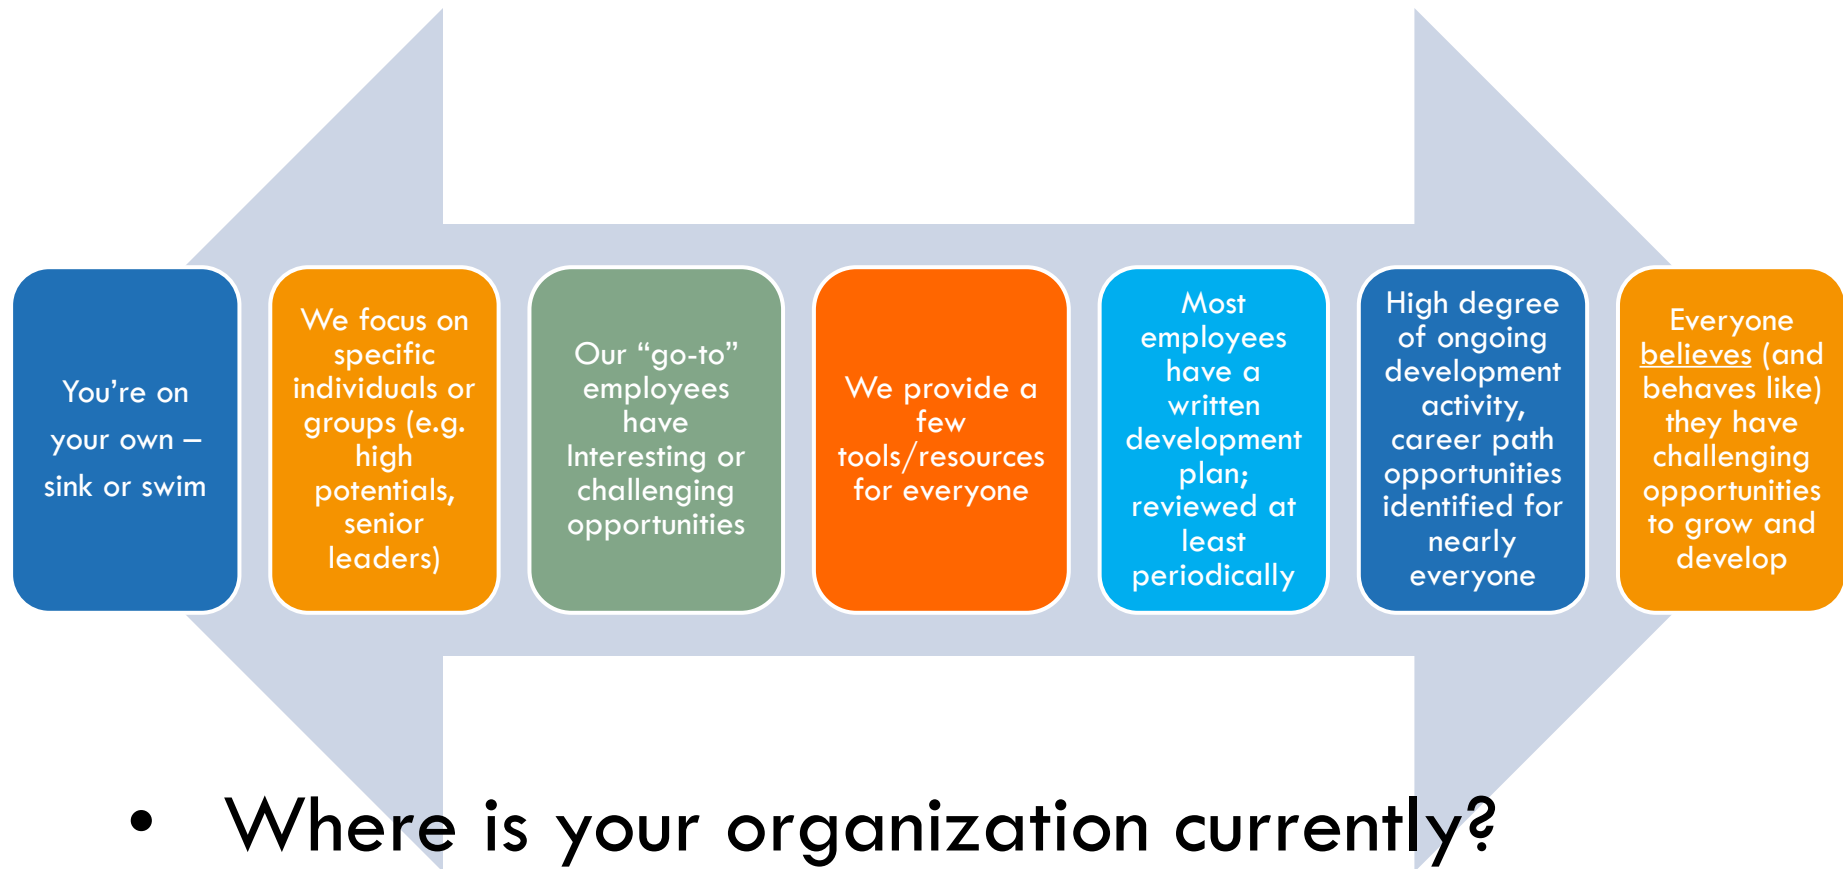 You’re on
your own –
sink or swim
We focus on
specific
individuals or
groups (e.g.
high
potentials,
senior
leaders)
Our “go-to”
employees
have
Interesting or
challenging
opportunities
We provide a
few
tools/resources
for everyone
Most
employees
have a
written
development
plan;
reviewed at
least
periodically
High degree
of ongoing
development
activity,
career path
opportunities
identified for
nearly
everyone
Everyone
believes (and
behaves like)
they have
challenging
opportunities
to grow and
develop
• Where is your organization currently?